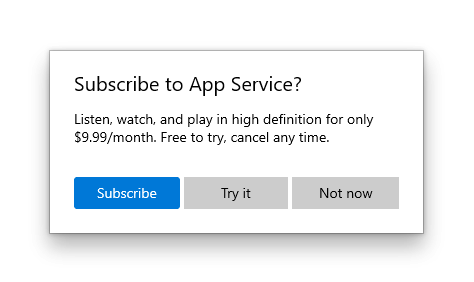 Subscribe to App Service?
Listen, watch, and play in high definition for only
$9.99/month. Free to try, cancel any time.
Subscribe Try it Not now